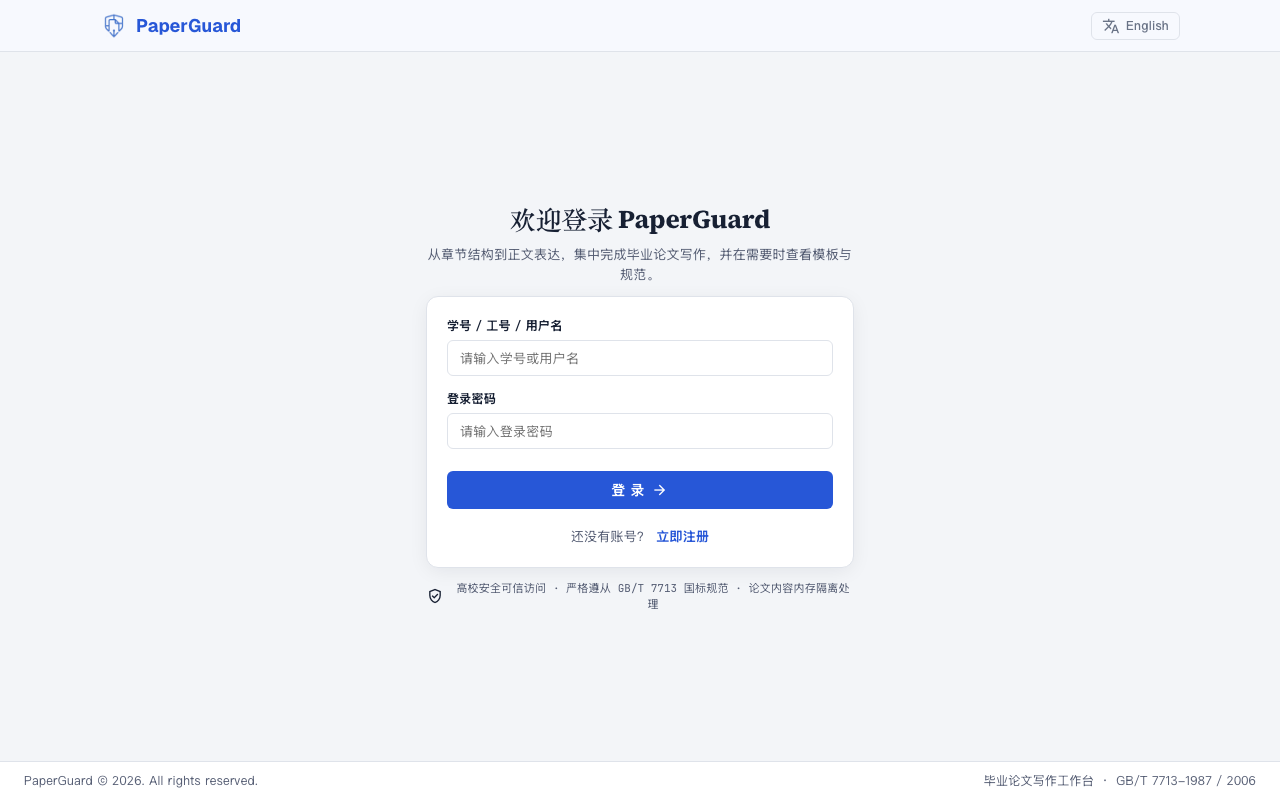 PaperGuard
English
欢迎登录 PaperGuard
从章节结构到正文表达，集中完成毕业论文写作，并在需要时查看模板与
规范。
学号 / 工号 / 用户名
请输入学号或用户名
登录密码
请输入登录密码
登 录 →
还没有账号？ 立即注册
高校安全可信访问 · 严格遵从 GB/T 7713 国标规范 · 论文内容内存隔离处
理
PaperGuard © 2026. All rights reserved.
毕业论文写作工作台 · GB/T 7713–1987 / 2006